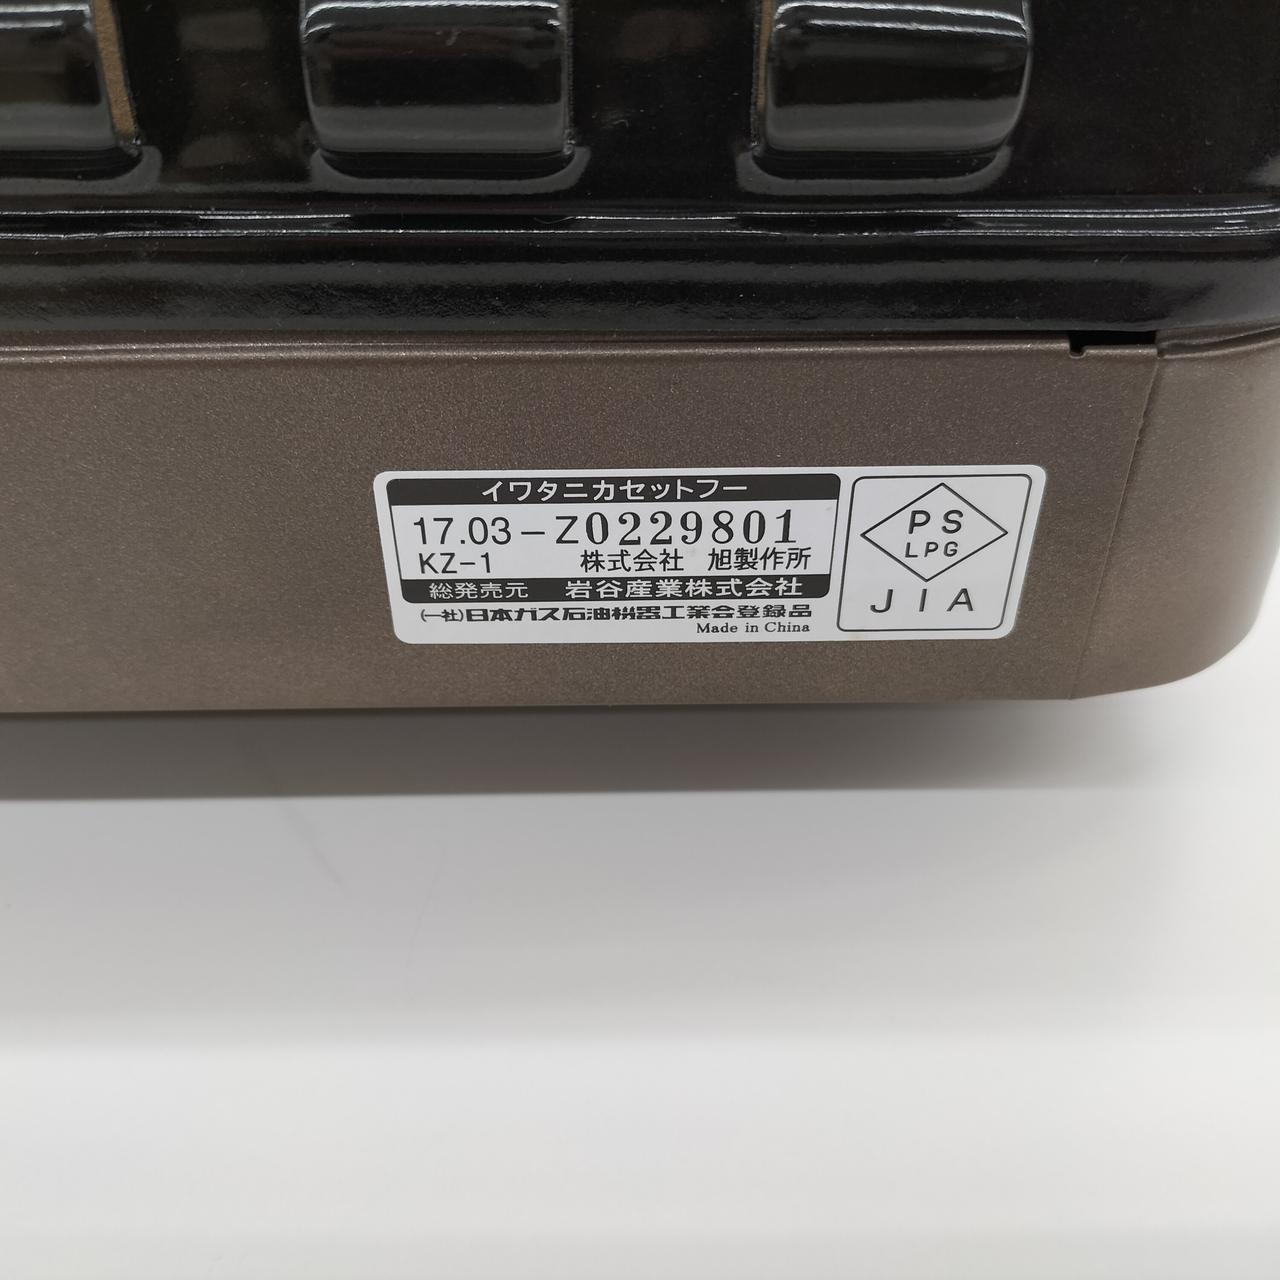 イワタニカセットフー
17.03-Z0229801
KZ-1 株式会社 旭製作所
総発売元 岩谷産業株式会社
(一社)日本ガス石油機器工業会登録品
Made in China
PS
LPG
JIA